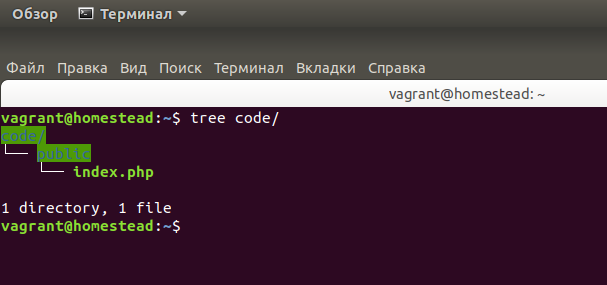 Обзор Терминал
Файл Правка Вид Поиск Терминал Вкладки Справка
vagrant@homestead: ~
vagrant@homestead:~$ tree code/
code/
└── public
    └── index.php
1 directory, 1 file
vagrant@homestead:~$